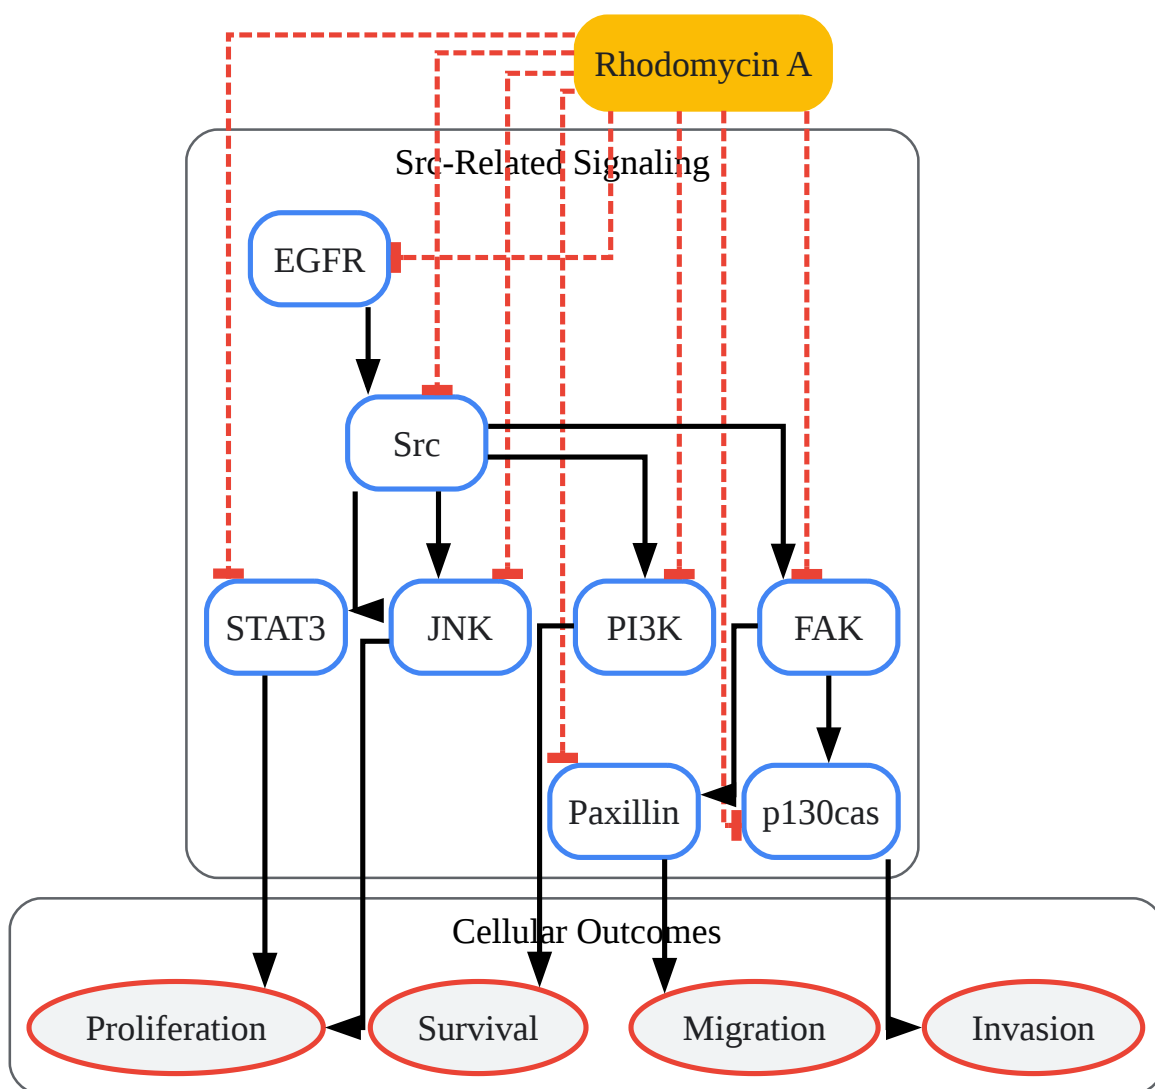 Rhodomycin A
Src-Related Signaling
EGFR
Src
STAT3
JNK
PI3K
FAK
Paxillin
p130cas
Cellular Outcomes
Proliferation
Survival
Migration
Invasion